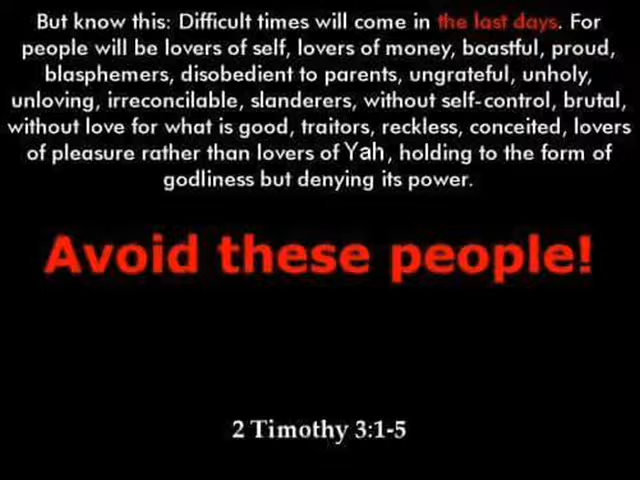 But know this: Difficult times will come in the last days. For
people will be lovers of self, lovers of money, boastful, proud,
blasphemers, disobedient to parents, ungrateful, unholy,
unloving, irreconcilable, slanderers, without self-control, brutal,
without love for what is good, traitors, reckless, conceited, lovers
of pleasure rather than lovers of Yah, holding to the form of
godliness but denying its power.
Avoid these people!
2 Timothy 3:1-5